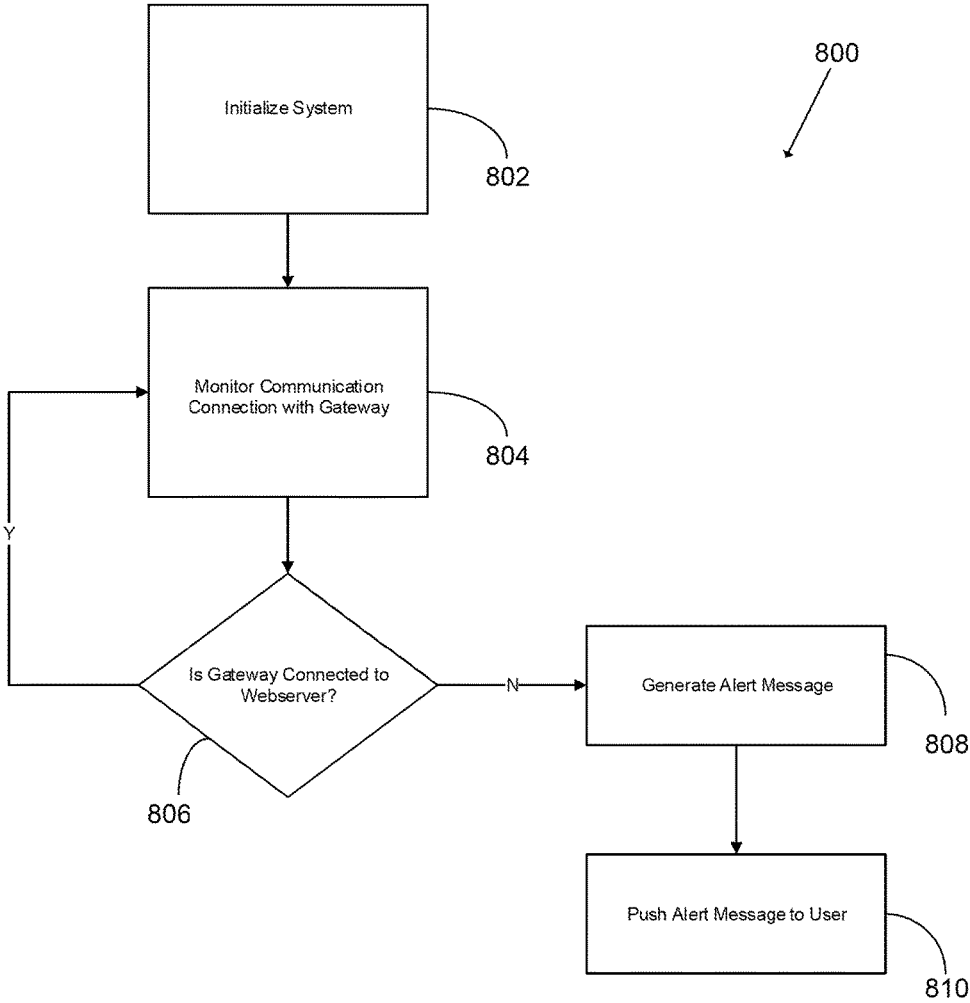 800
Initialize System
802
Monitor Communication
Connection with Gateway
804
Y
Is Gateway Connected to
Webserver?
N
806
Generate Alert Message
808
Push Alert Message to User
810